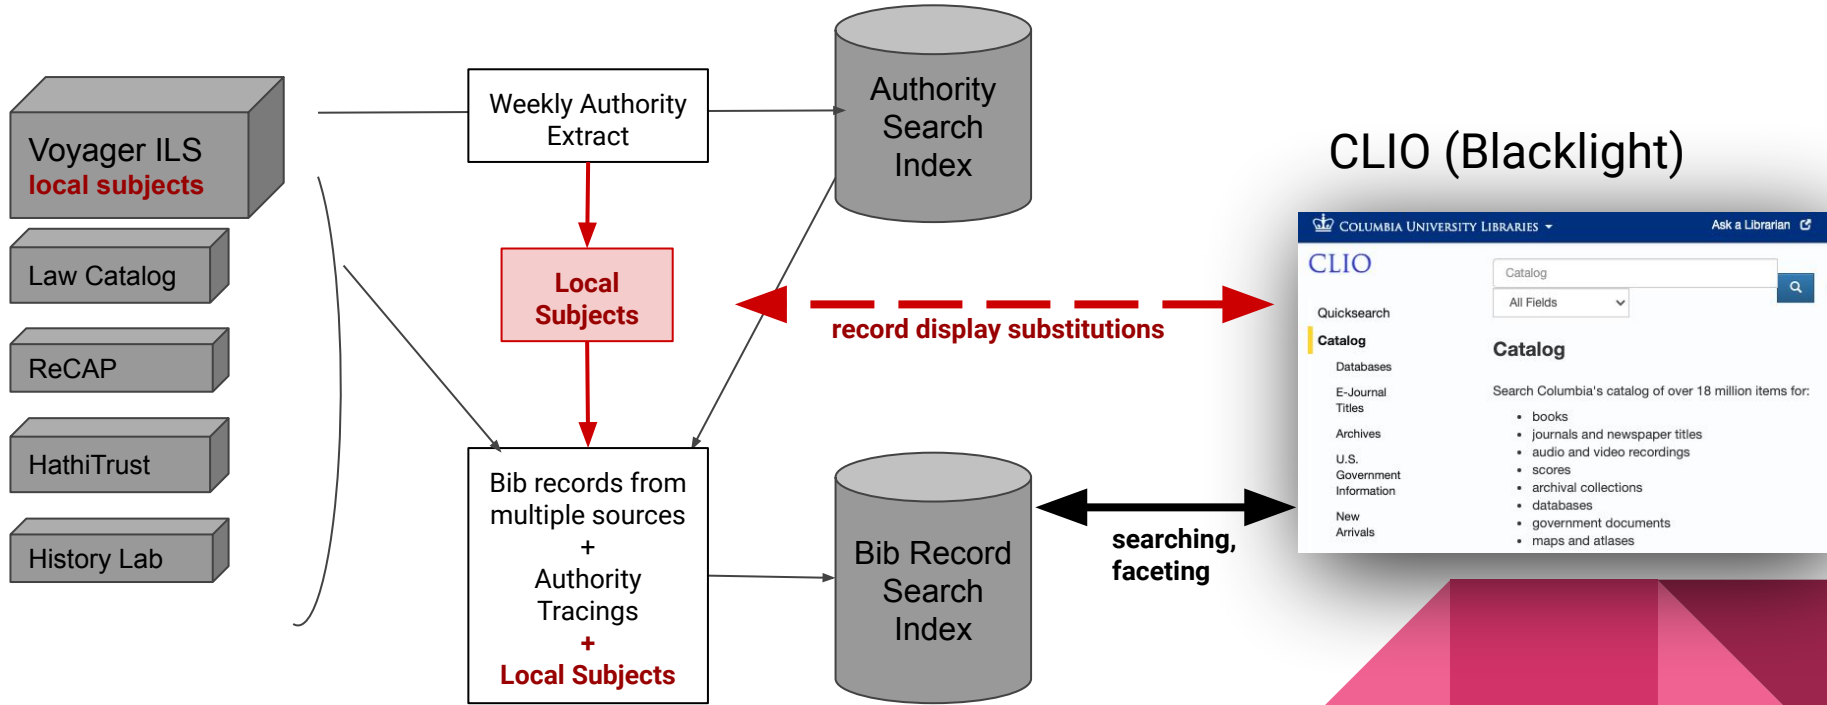 Voyager ILS
local subjects
Law Catalog
ReCAP
HathiTrust
History Lab
Weekly Authority
Extract
Local
Subjects
Bib records from
multiple sources
+
Authority
Tracings
+
Local Subjects
Authority
Search
Index
Bib Record
Search
Index
record display substitutions
searching,
faceting
CLIO (Blacklight)
COLUMBIA UNIVERSITY LIBRARIES
Ask a Librarian
CLIO
Catalog
All Fields
Quicksearch
Catalog
Databases
E-Journal
Titles
Archives
U.S.
Government
Information
New
Arrivals
Catalog
Search Columbia's catalog of over 18 million items for:
• books
• journals and newspaper titles
• audio and video recordings
• scores
• archival collections
• databases
• government documents
• maps and atlases